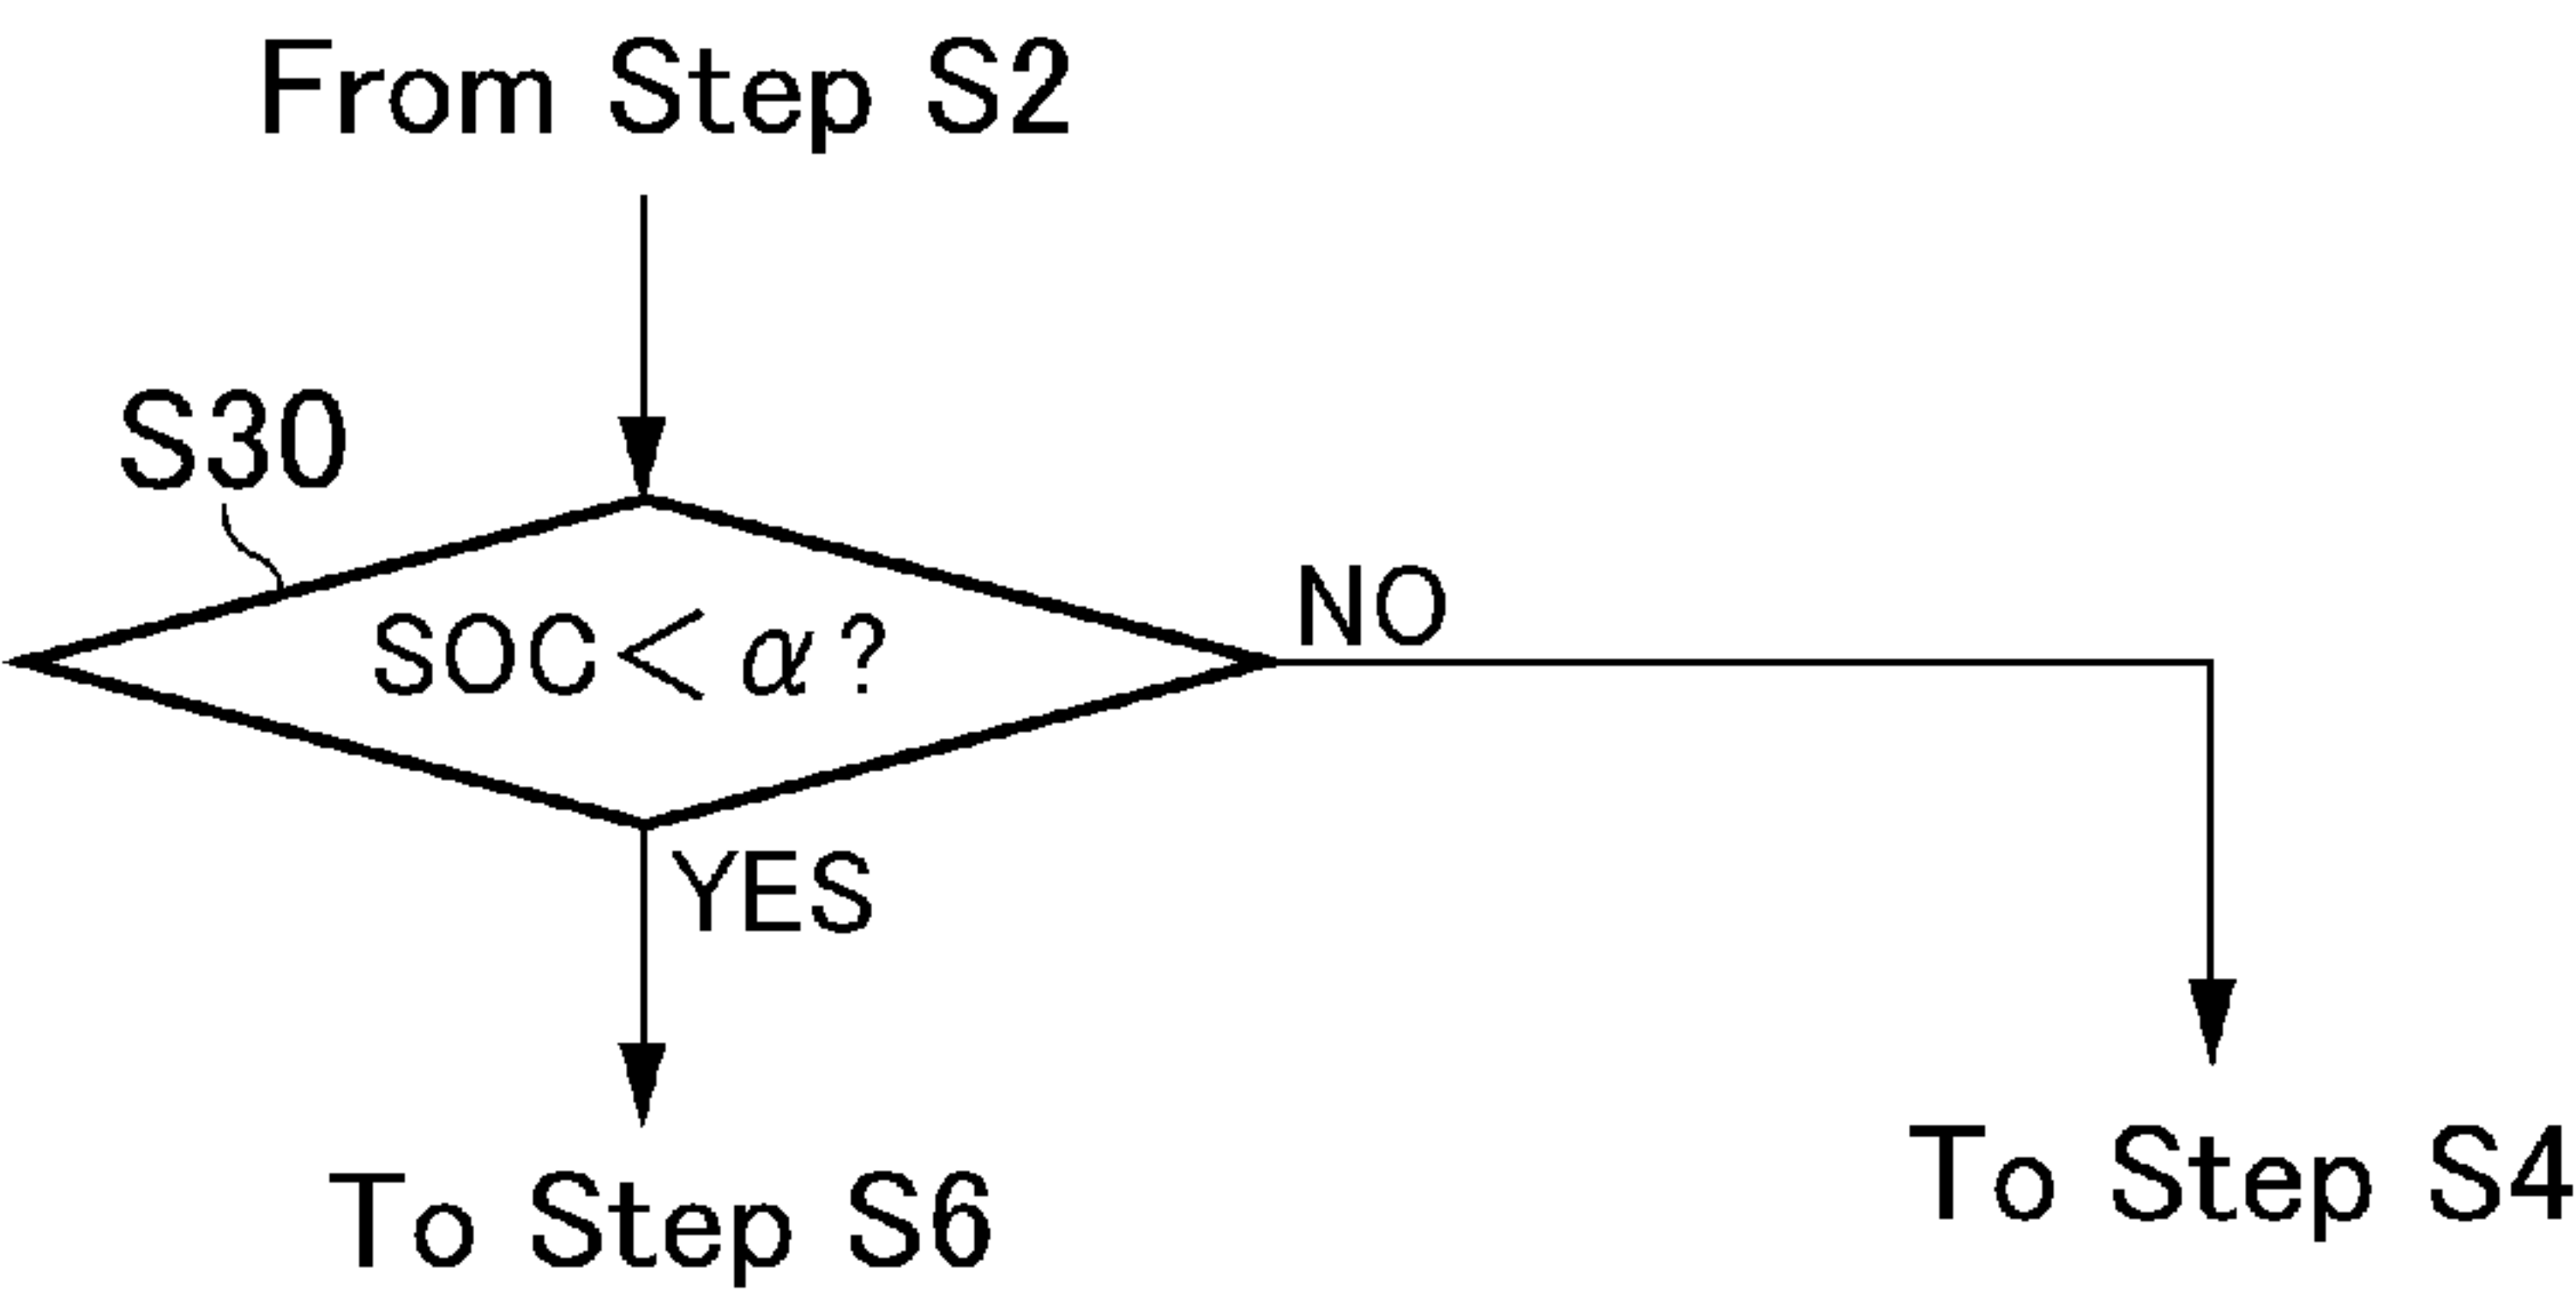 From Step S2
S30
SOC< α?
NO
YES
To Step S6
To Step S4